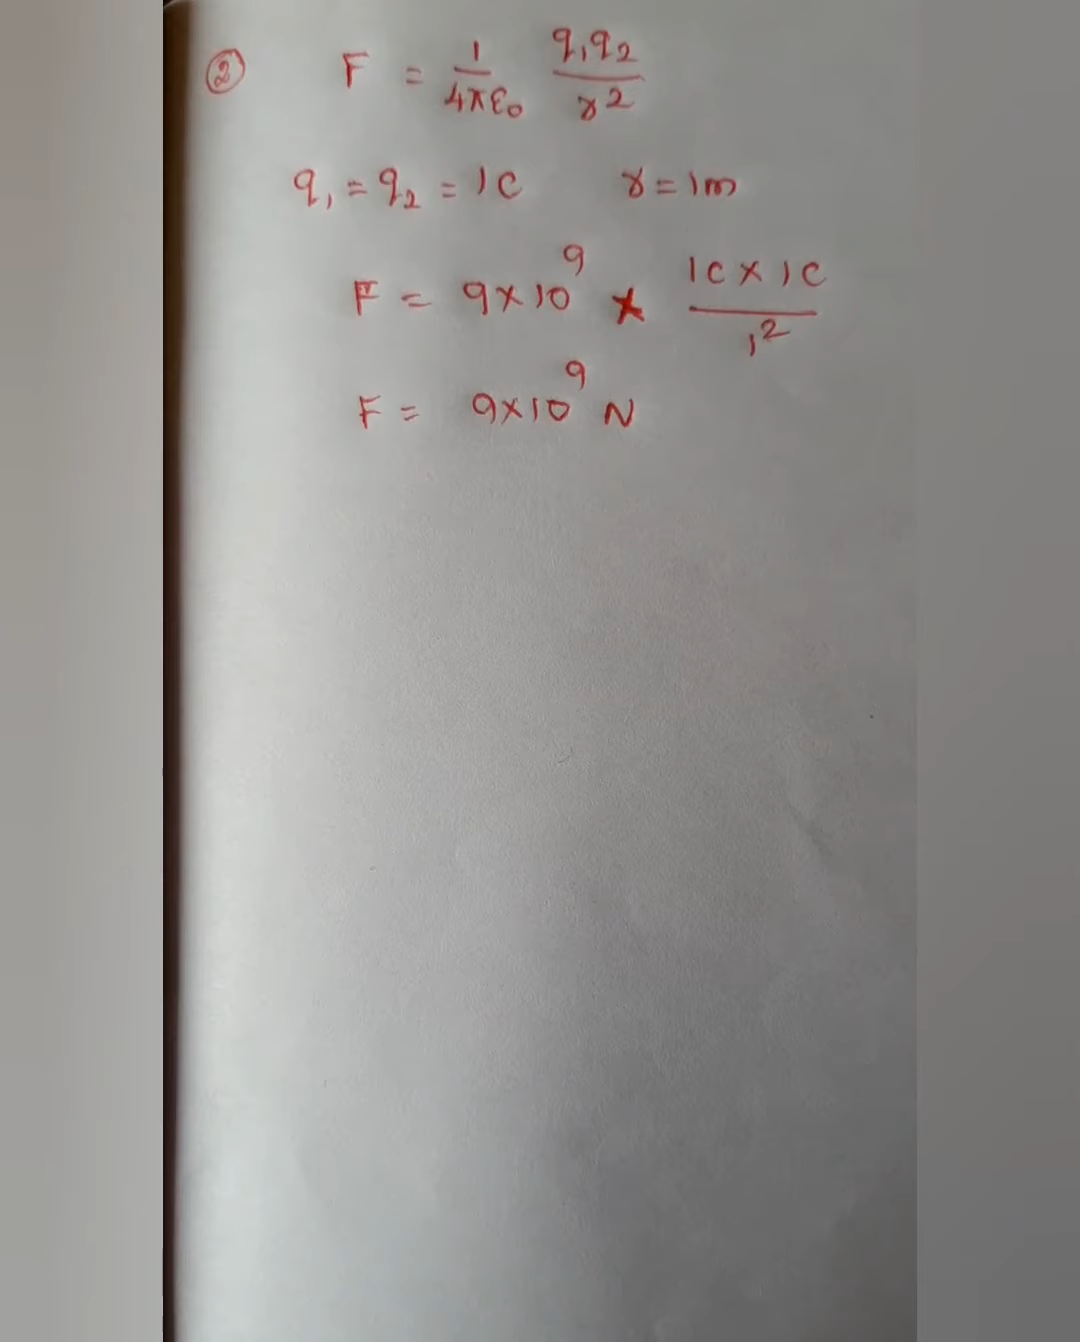 ② F = 1/4πε₀ q₁q₂/r²
q₁ = q₂ = 1C r = 1m
F = 9×10⁹ × 1C × 1C/1²
F = 9×10⁹ N